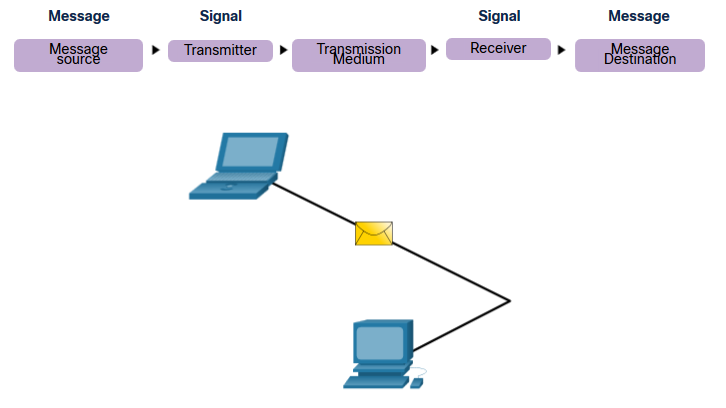 Message
Signal
Signal
Message
Message
source
Transmitter
Transmission
Medium
Receiver
Message
Destination